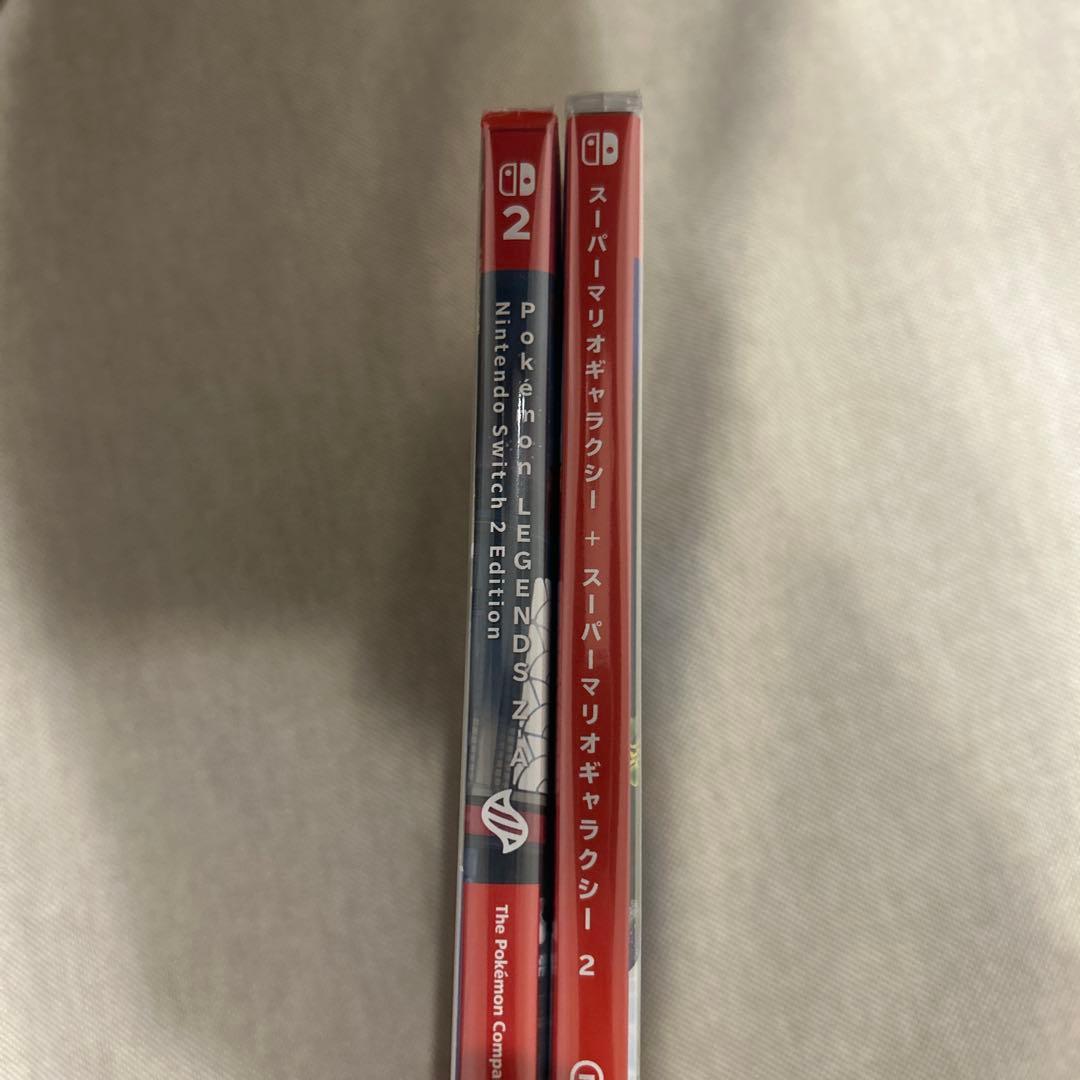 2
Pokémon LEGENDS Z-A
Nintendo Switch 2 Edition
The Pokémon Compa
スーパーマリオギャラクシー + スーパーマリオギャラクシー 2